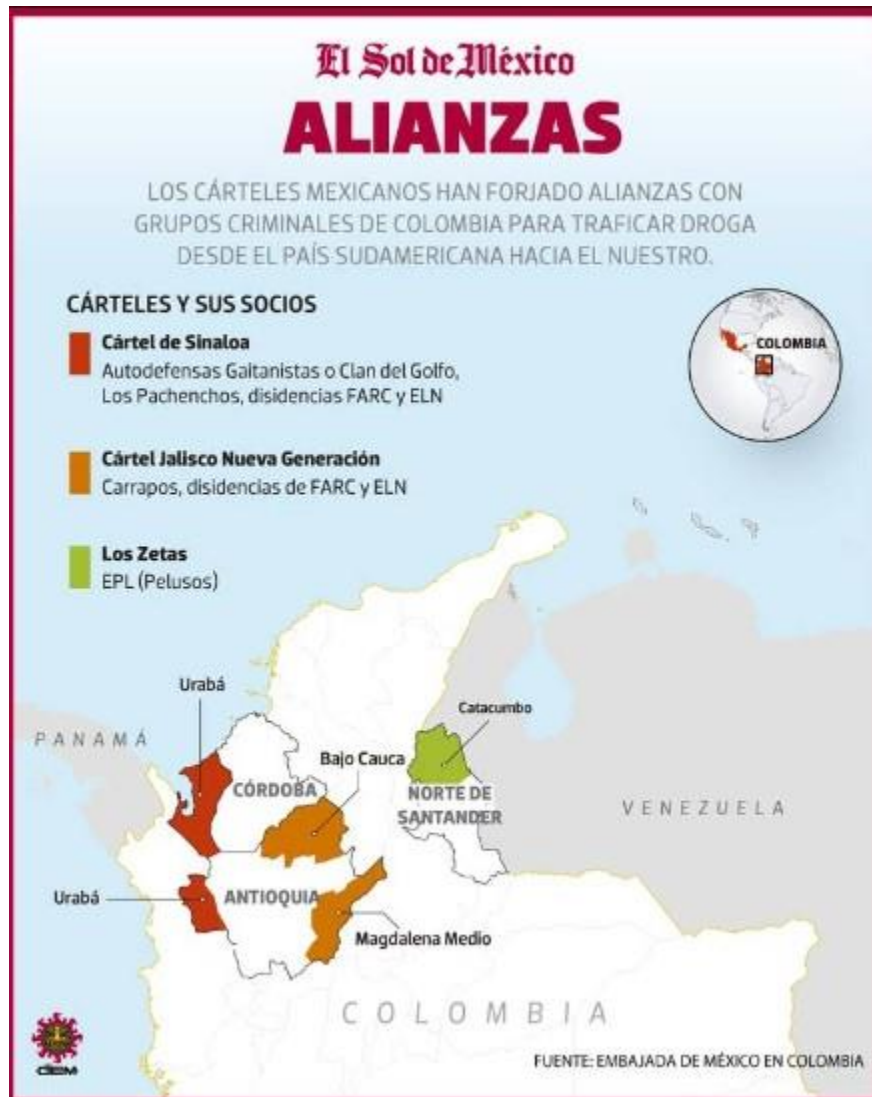 El Sol de México
ALIANZAS
LOS CÁRTELES MEXICANOS HAN FORJADO ALIANZAS CON
GRUPOS CRIMINALES DE COLOMBIA PARA TRAFICAR DROGA
DESDE EL PAÍS SUDAMERICANA HACIA EL NUESTRO.
CÁRTELES Y SUS SOCIOS
Cártel de Sinaloa
Autodefensas Gaitanistas o Clan del Golfo,
Los Pachenchos, disidencias FARC y ELN
COLOMBIA
Cártel Jalisco Nueva Generación
Carrapos, disidencias de FARC y ELN
Los Zetas
EPL (Pelusos)
Urabá
Catacumbo
PANAMÁ
Bajo Cauca
CÓRDOBA
NORTE DE
SANTANDER
VENEZUELA
Urabá
ANTIOQUIA
Magdalena Medio
COLOMBIA
OEM
FUENTE: EMBAJADA DE MÉXICO EN COLOMBIA